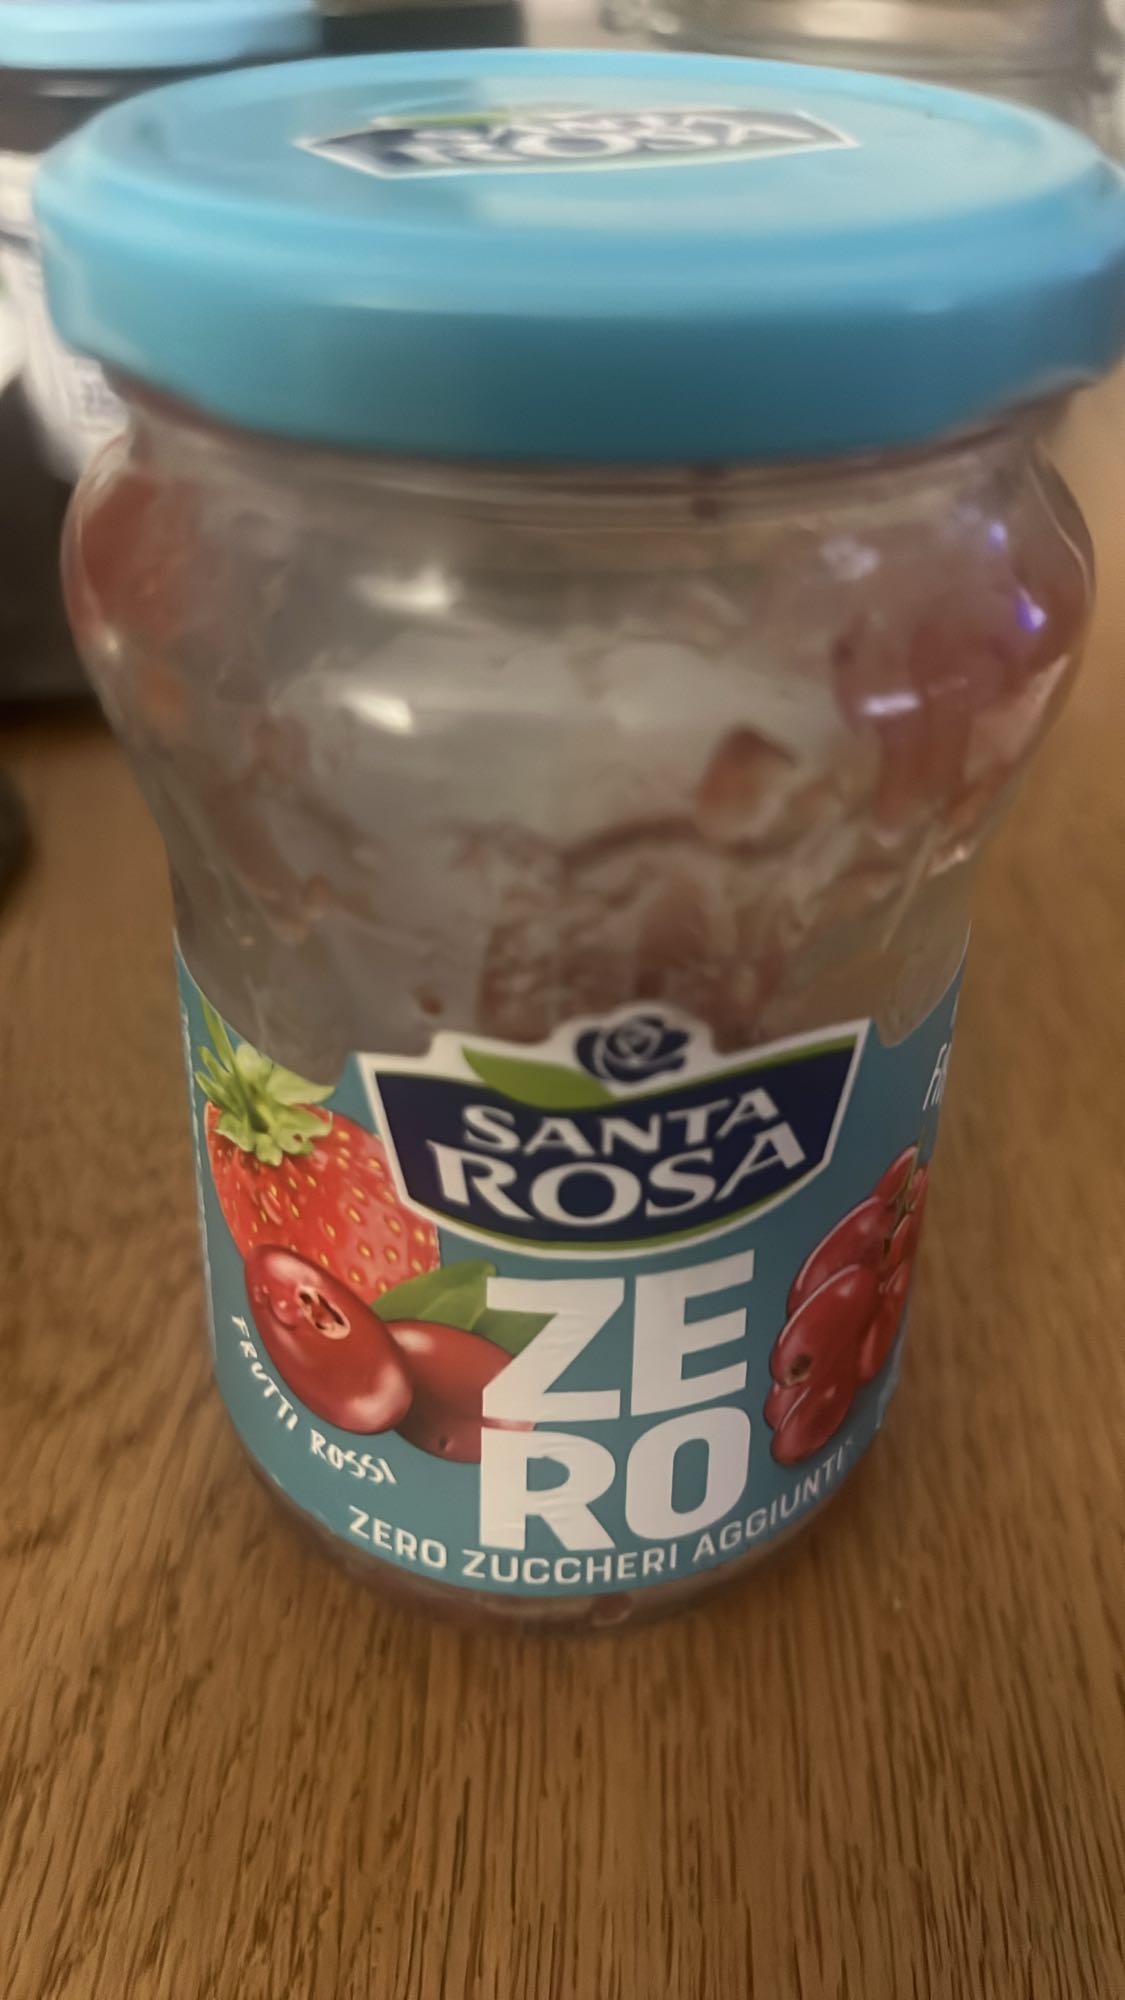 SANTA
ROSA
SANTA
ROSA
ZE
RO
FRUTTI ROSSI
ZERO ZUCCHERI AGGIUNTI*